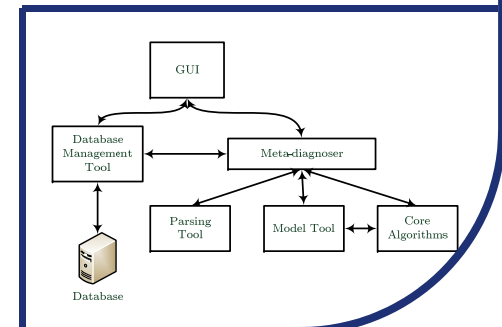 GUI
Database
Management
Tool
Meta-diagnoser
Parsing
Tool
Model Tool
Core
Algorithms
Database